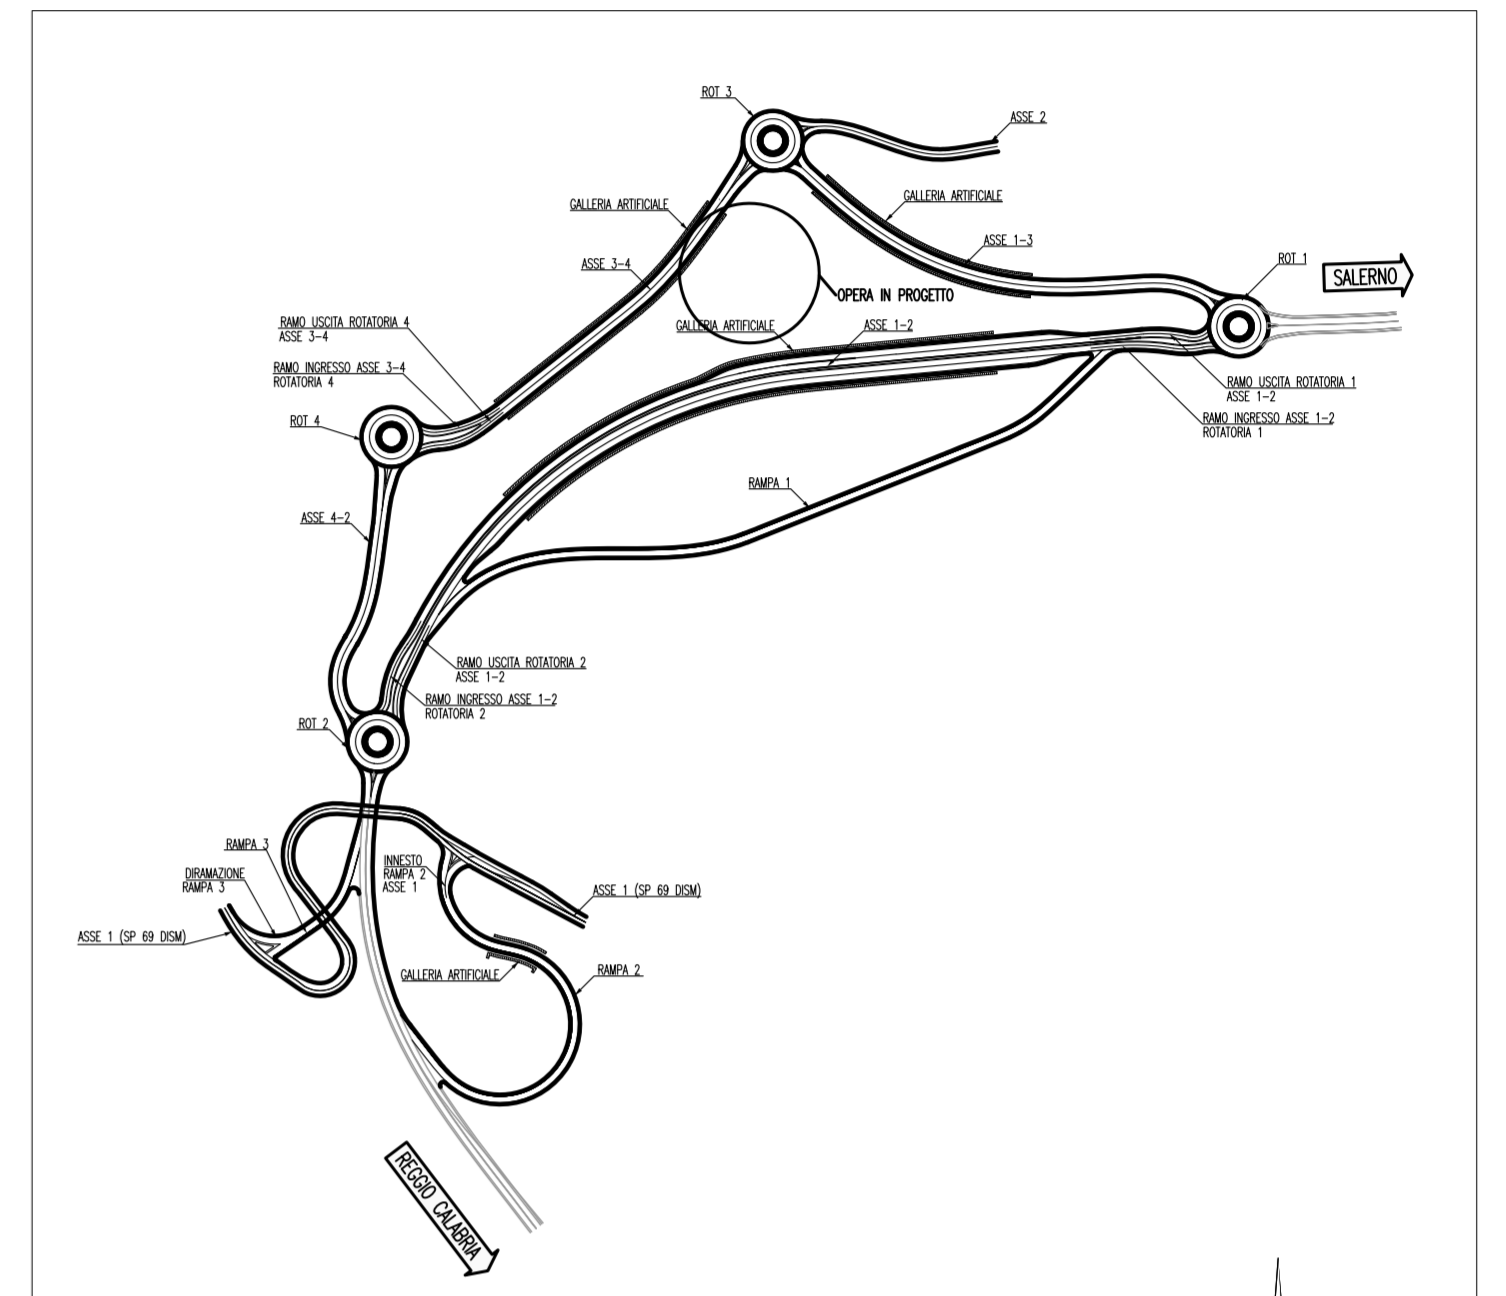 ROT 3
ASSE 2
GALLERIA ARTIFICIALE
GALLERIA ARTIFICIALE
ASSE 1-3
ASSE 3-4
ROT 1
SALERNO
OPERA IN PROGETTO
GALLERIA ARTIFICIALE
ASSE 1-2
RAMO USCITA ROTATORIA 4
ASSE 3-4
RAMO INGRESSO ASSE 3-4
ROTATORIA 4
RAMO USCITA ROTATORIA 1
ASSE 1-2
RAMO INGRESSO ASSE 1-2
ROTATORIA 1
ROT 4
RAMPA 1
ASSE 4-2
RAMO USCITA ROTATORIA 2
ASSE 1-2
RAMO INGRESSO ASSE 1-2
ROTATORIA 2
ROT 2
RAMPA 3
DIRAMAZIONE
RAMPA 3
INNESTO
RAMPA 2
ASSE 1
ASSE 1 (SP 69 DISM)
ASSE 1 (SP 69 DISM)
GALLERIA ARTIFICIALE
RAMPA 2
REGGIO CALABRIA